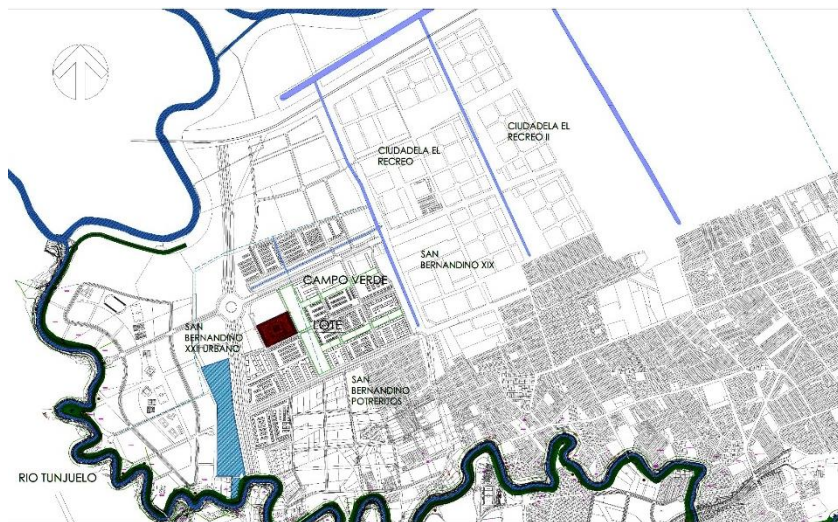 CIUDADELA EL
RECREO II
CIUDADELA EL
RECREO
SAN
BERNANDINO XIX
CAMPO VERDE
LOTE
SAN
BERNANDINO
XXII URBANO
SAN
BERNANDINO
POTRERITOS
RIO TUNJUELO